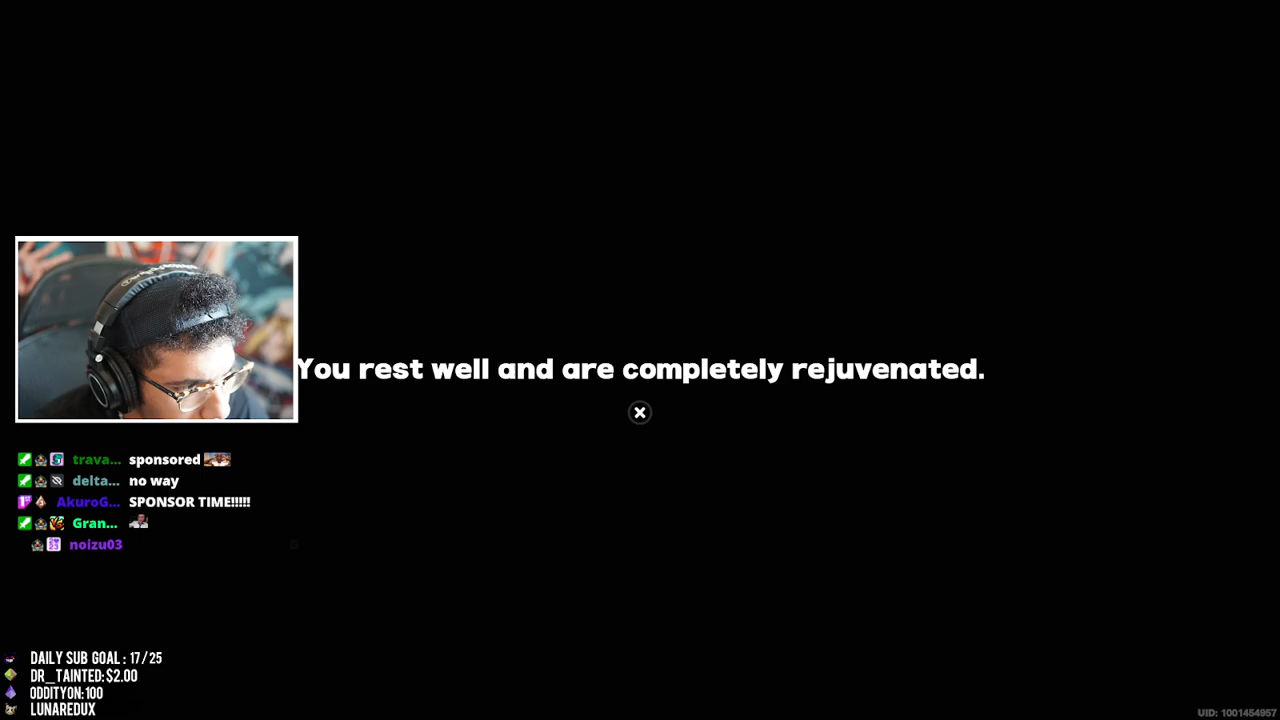 You rest well and are completely rejuvenated.
trava... sponsored
delta... no way
AkuroG... SPONSOR TIME!!!!!
Gran...
noizu03
DAILY SUB GOAL : 17/25
DR_TAINTED:$2.00
ODDITYON:100
LUNAREDUX
UID: 1001454957